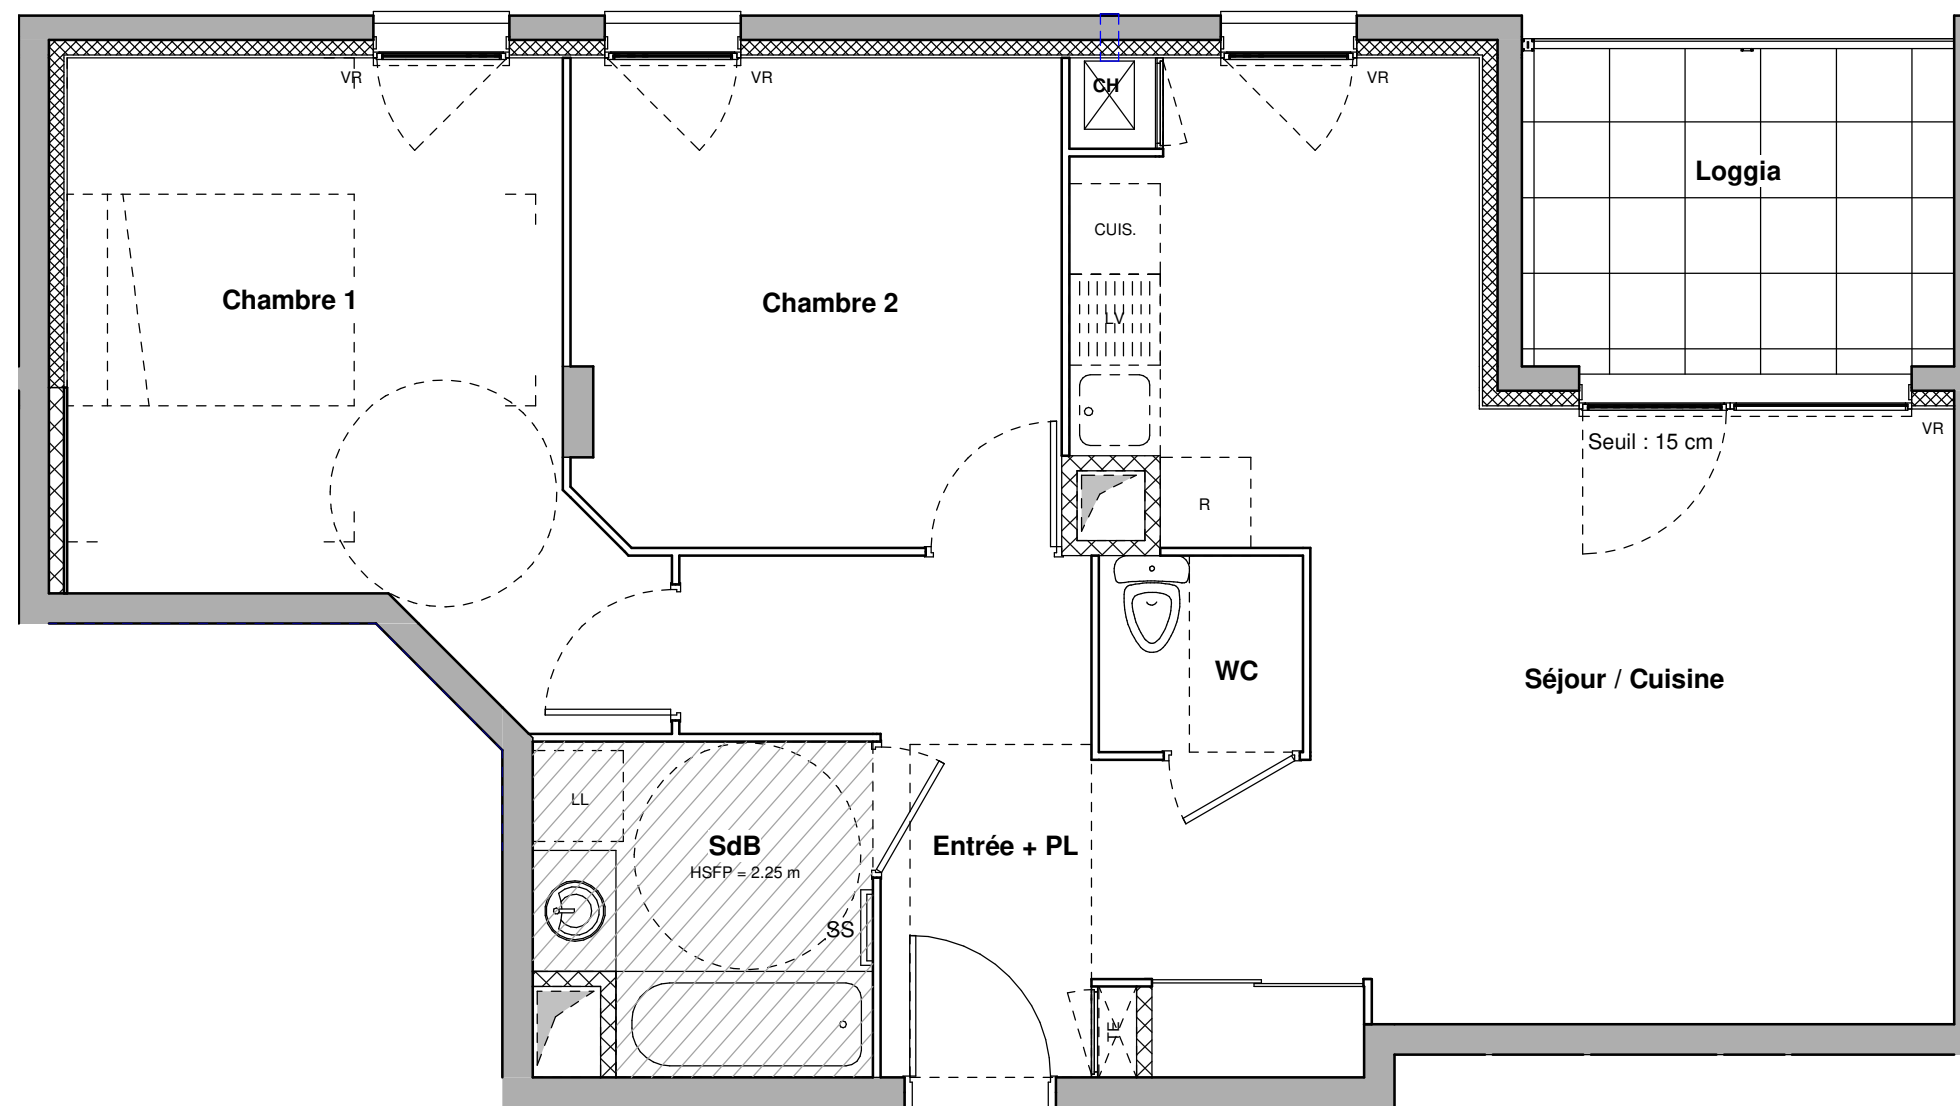 VR
VR
CH
VR
Loggia
CUIS.
Chambre 1
Chambre 2
LV
VR
Seuil : 15 cm
R
WC
Séjour / Cuisine
LL
SdB
HSFP = 2.25 m
Entrée + PL
SS
TE